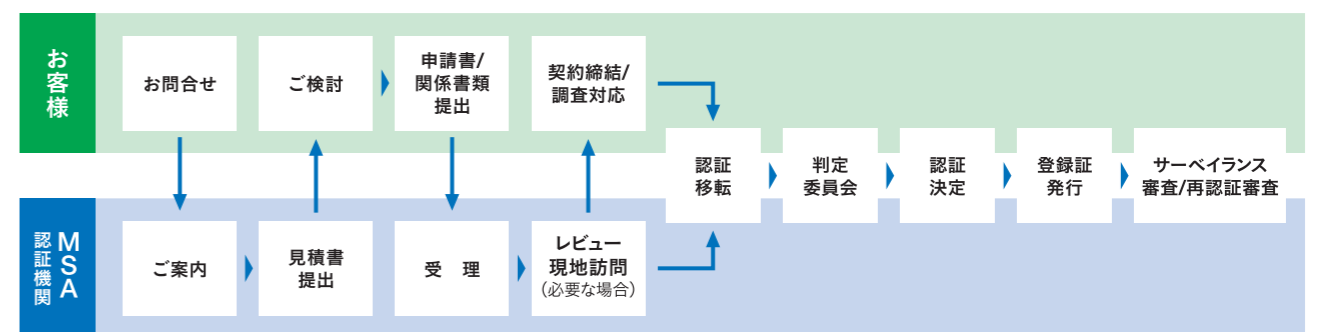 お客様
お問合せ
ご検討
申請書/
関係書類
提出
契約締結/
調査対応
認証
移転
判定
委員会
認証
決定
登録証
発行
サーベイランス
審査/再認証審査
MSA
認証機関
ご案内
見積書
提出
受　理
レビュー
現地訪問
(必要な場合)